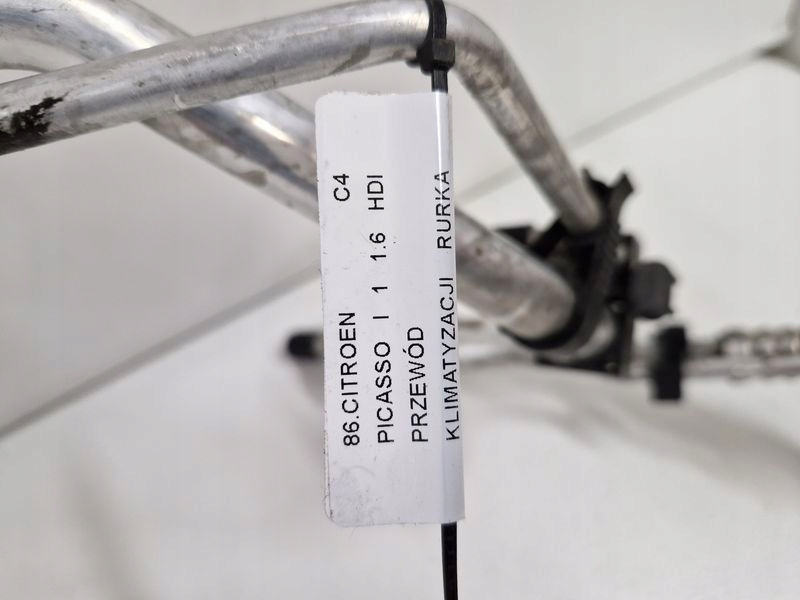 86.CITROEN C4
PICASSO I 1 1.6 HDI
PRZEWÓD
KLIMATYZACJI RURKA